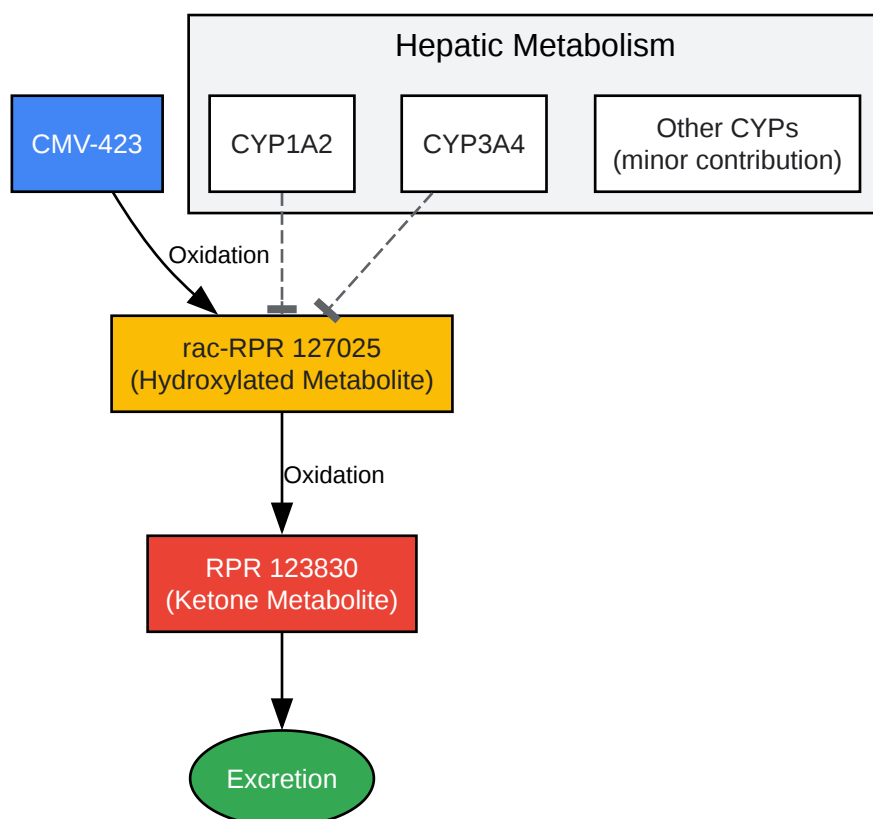 Hepatic Metabolism
CMV-423
CYP1A2
CYP3A4
Other CYPs
(minor contribution)
Oxidation
rac-RPR 127025
(Hydroxylated Metabolite)
Oxidation
RPR 123830
(Ketone Metabolite)
Excretion